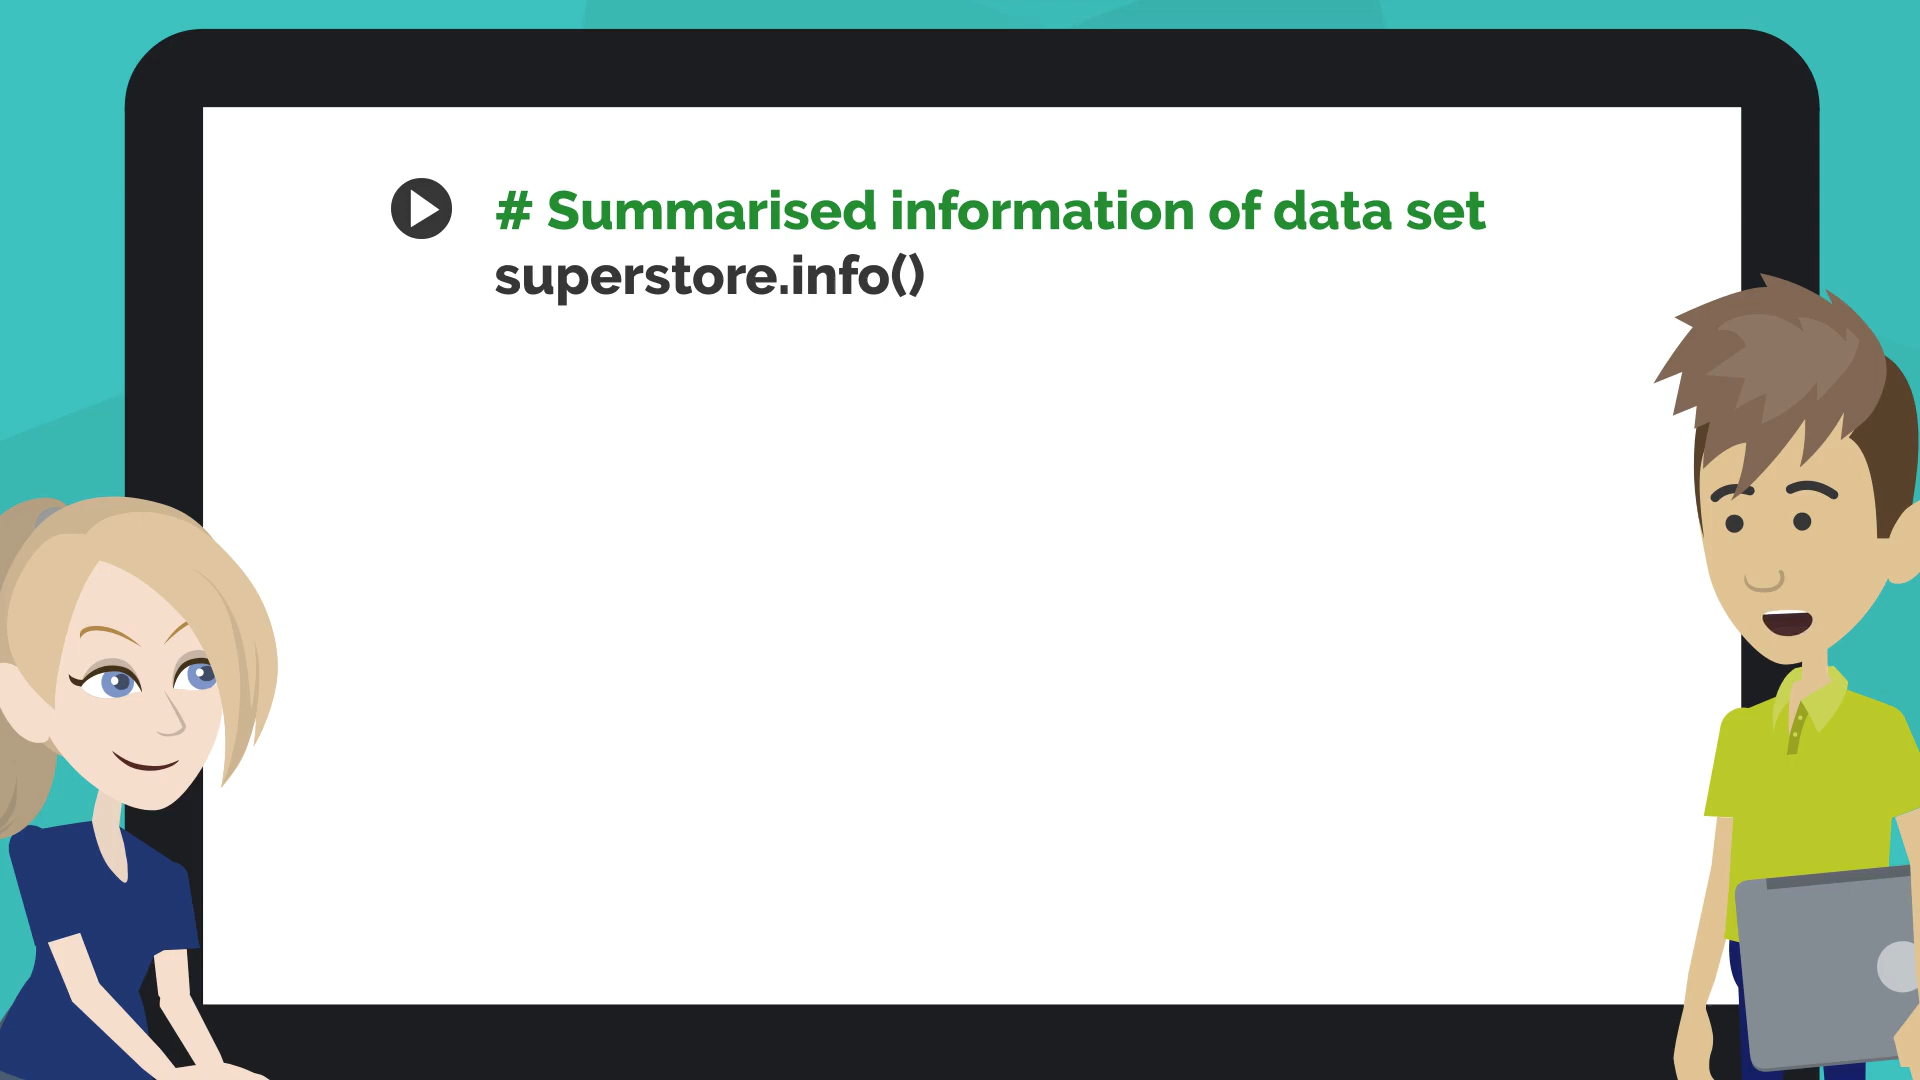 # Summarised information of data set
superstore.info()